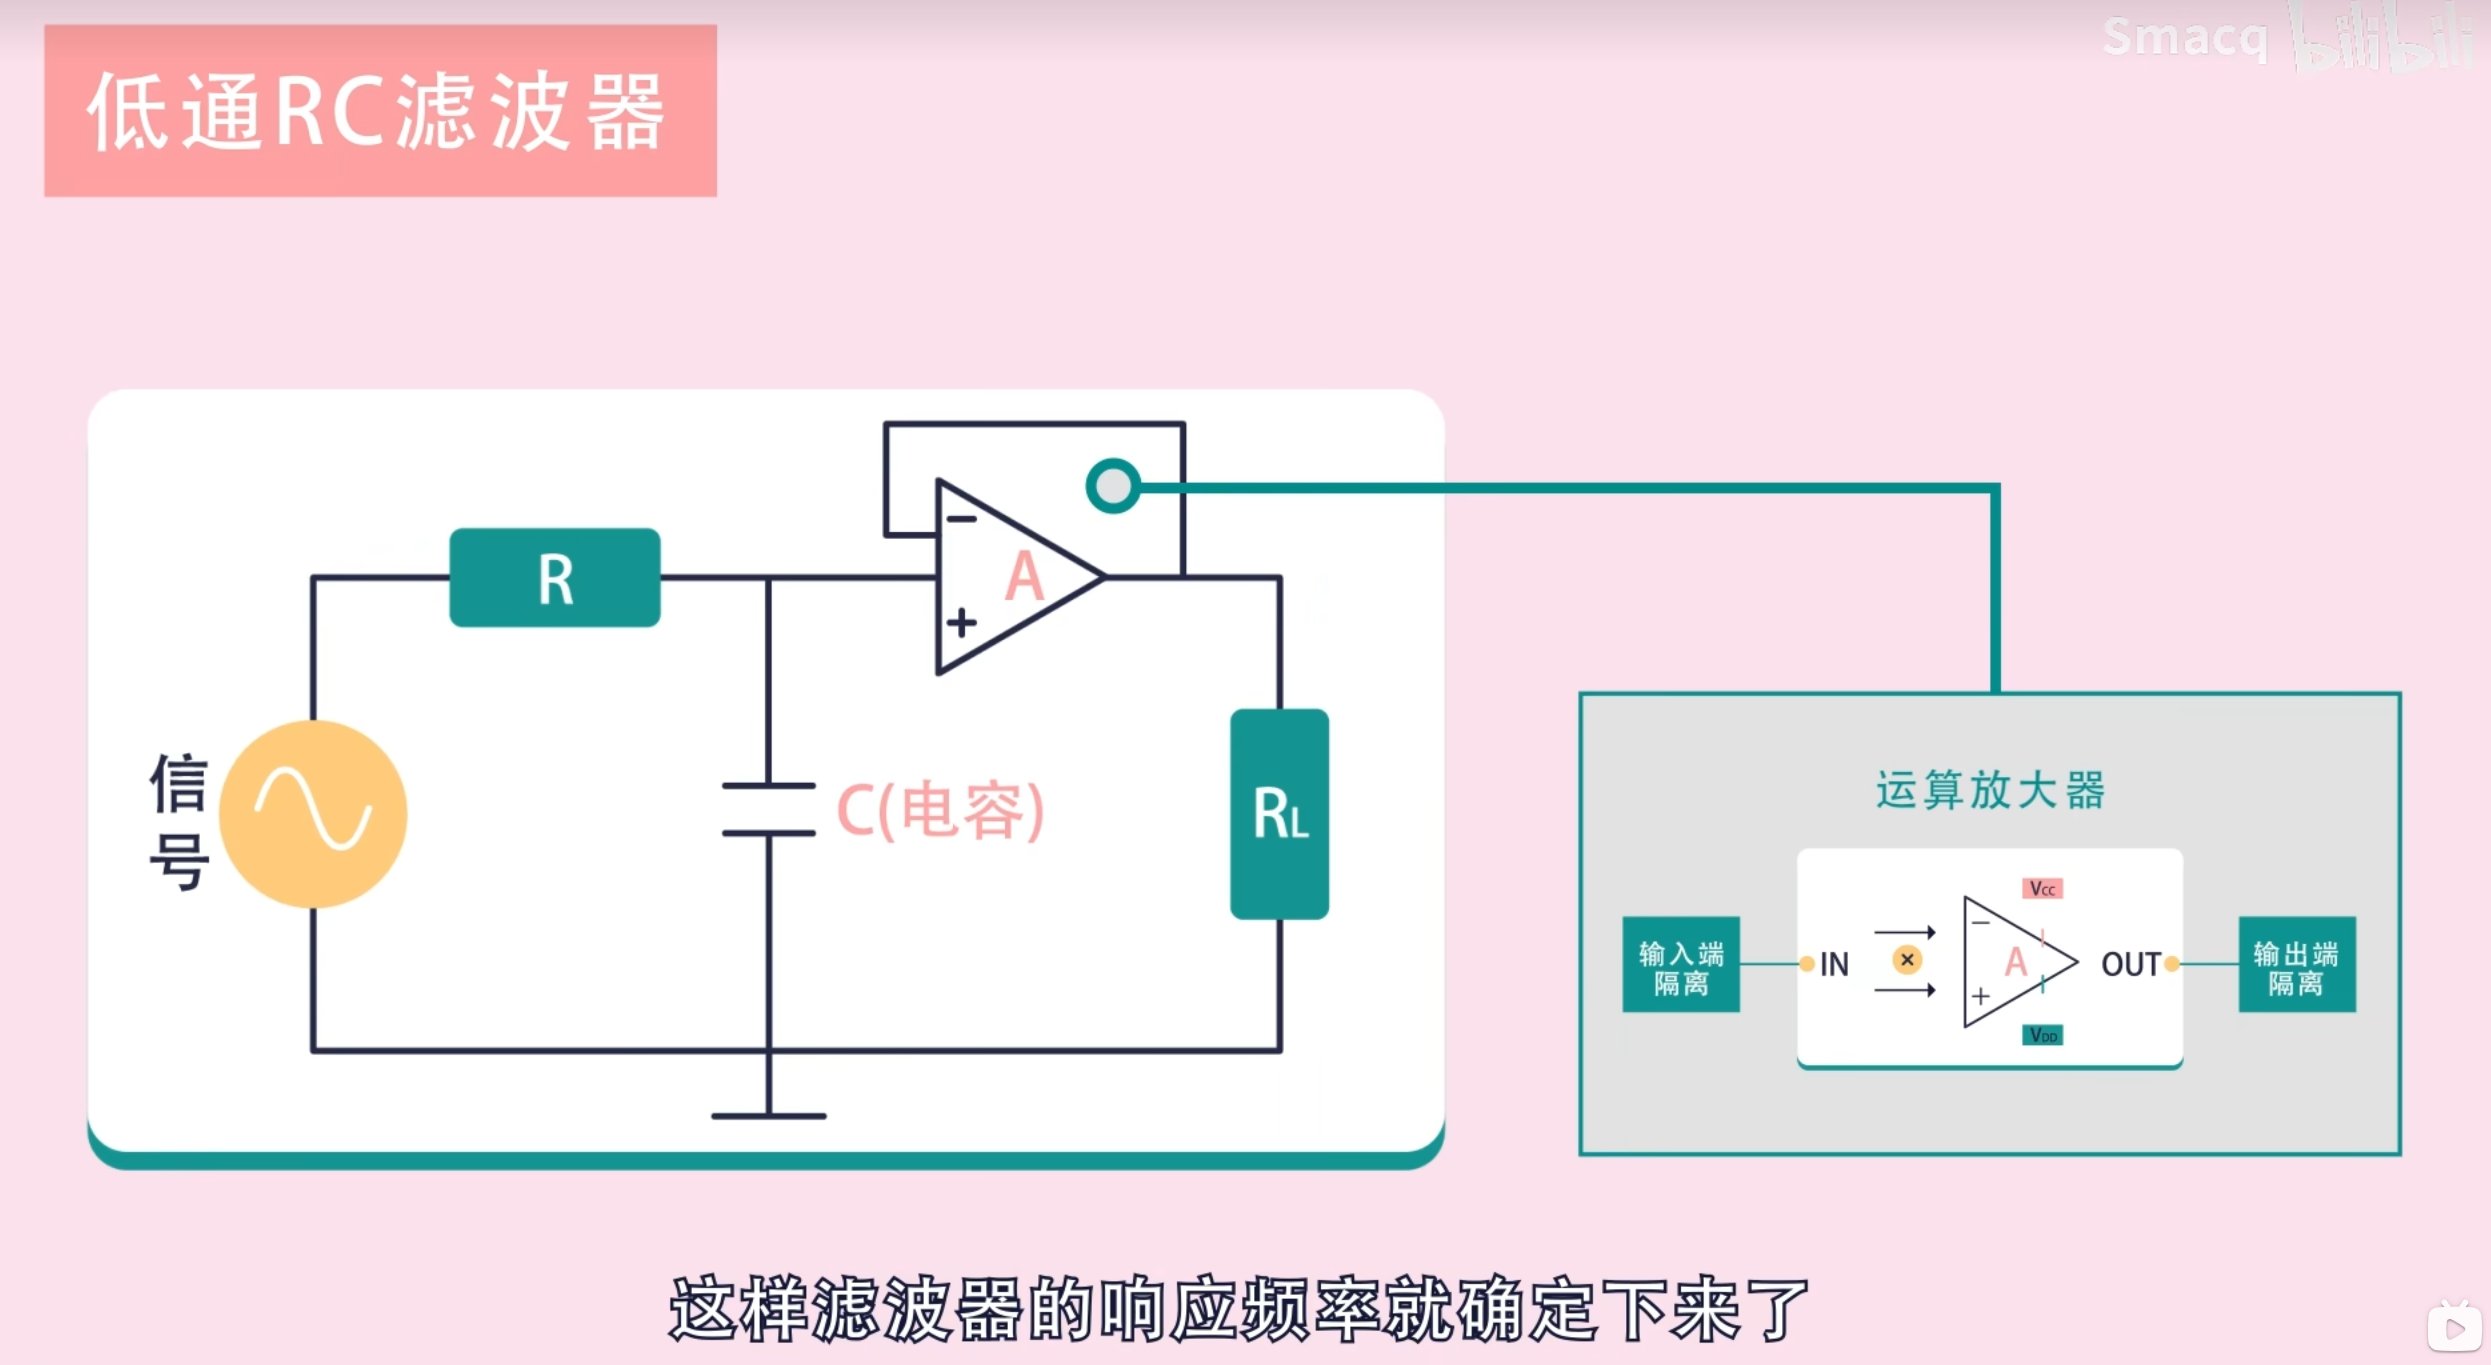 Smacq bilibili
低通RC滤波器
R
−
A
+
信号
C(电容)
RL
运算放大器
VCC
输入端
隔离
IN
×
−
A
+
OUT
输出端
隔离
VDD
这样滤波器的响应频率就确定下来了